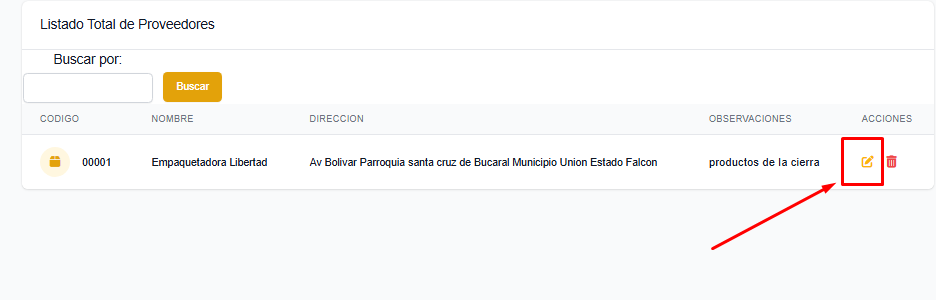 Listado Total de Proveedores
Buscar por:
Buscar
CODIGO NOMBRE DIRECCION OBSERVACIONES ACCIONES
00001 Empaquetadora Libertad Av Bolivar Parroquia santa cruz de Bucaral Municipio Union Estado Falcon productos de la cierra